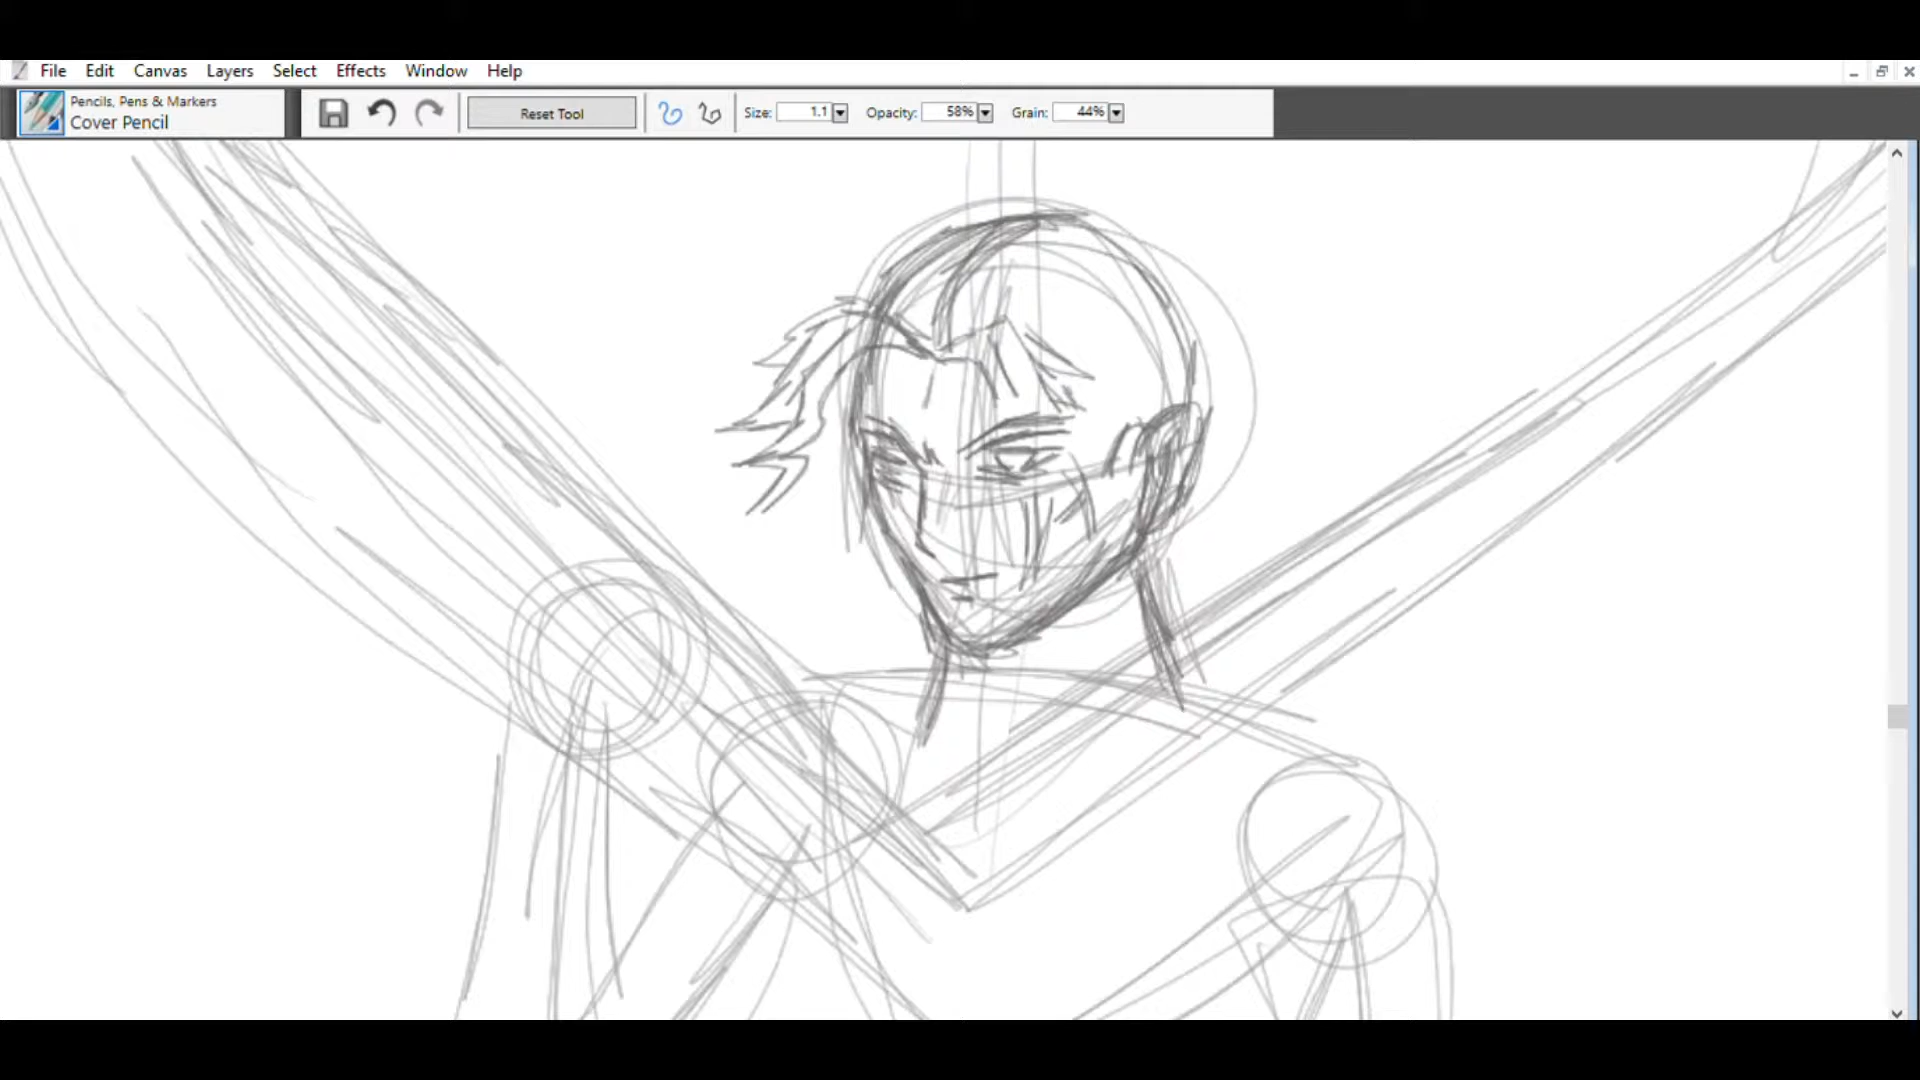 File Edit Canvas Layers Select Effects Window Help
Pencils, Pens & Markers
Cover Pencil
Reset Tool
Size: 1.1 Opacity: 58% Grain: 44%